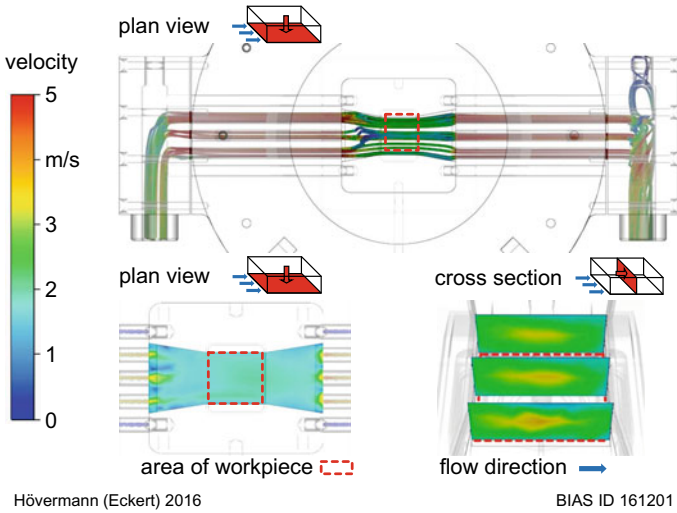 plan view
velocity
5
m/s
3
2
1
0
plan view
cross section
area of workpiece
flow direction
Hövermann (Eckert) 2016
BIAS ID 161201